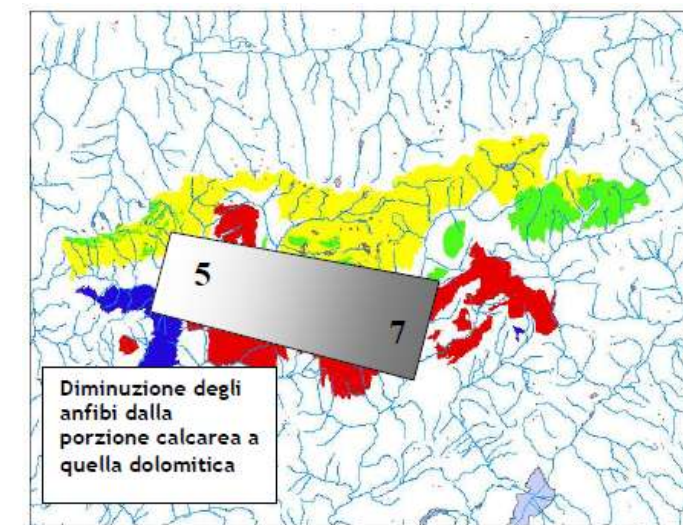 5
7
Diminuzione degli
anfibi dalla
porzione calcarea a
quella dolomitica